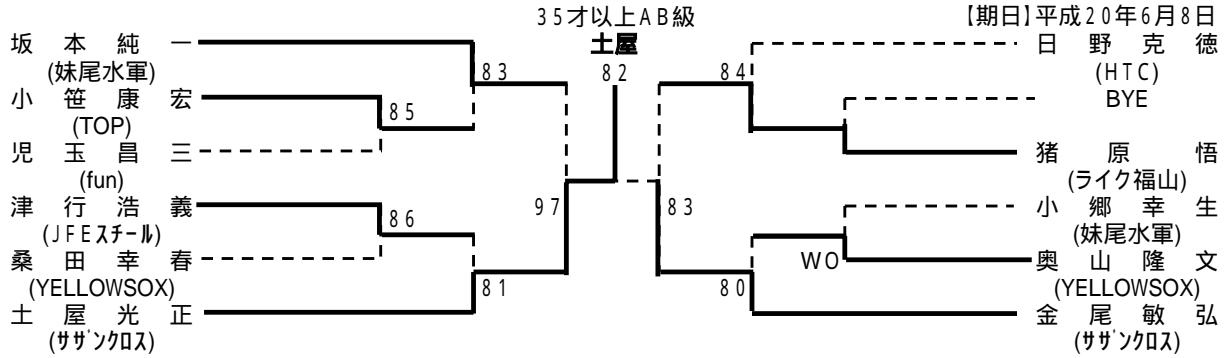 35才以上AB級
【期日】平成20年6月8日
土屋
82
坂本純一
(妹尾水軍)
83
小笹康宏
(TOP)
85
児玉昌三
(fun)
97
津行浩義
(JFEスチール)
86
桑田幸春
(YELLOWSOX)
81
土屋光正
(ササ゛ンクロス)
84
日野克徳
(HTC)
BYE
猪原悟
(ライク福山)
83
小郷幸生
(妹尾水軍)
WO
奥山隆文
(YELLOWSOX)
80
金尾敏弘
(ササ゛ンクロス)